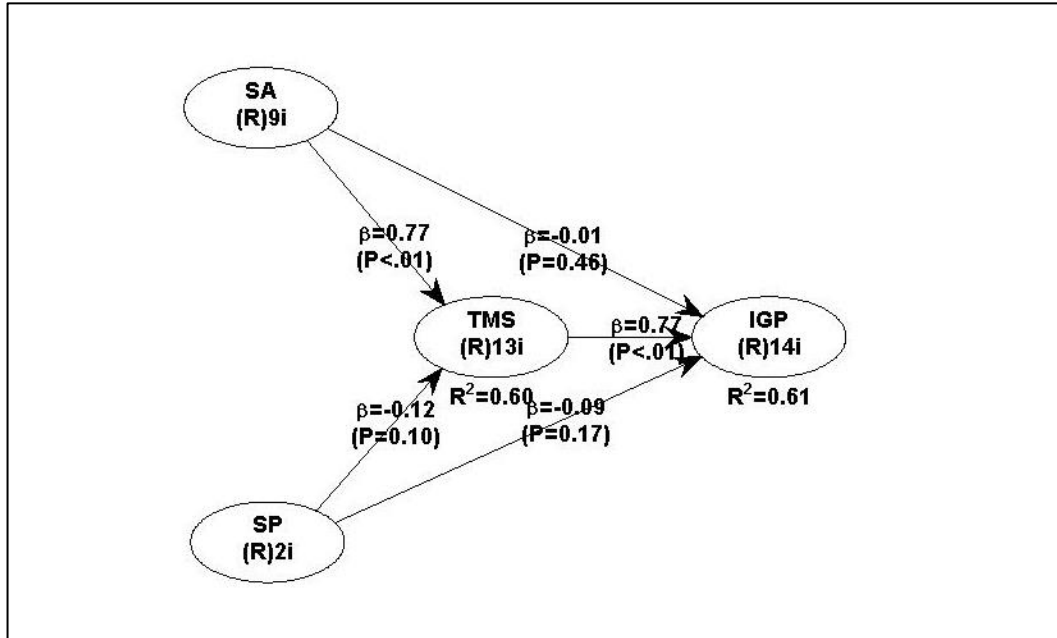 SA
(R)9i
β=0.77
(P<.01)
β=-0.01
(P=0.46)
TMS
(R)13i
R²=0.60
β=0.77
(P<.01)
IGP
(R)14i
R²=0.61
β=-0.12
(P=0.10)
β=-0.09
(P=0.17)
SP
(R)2i